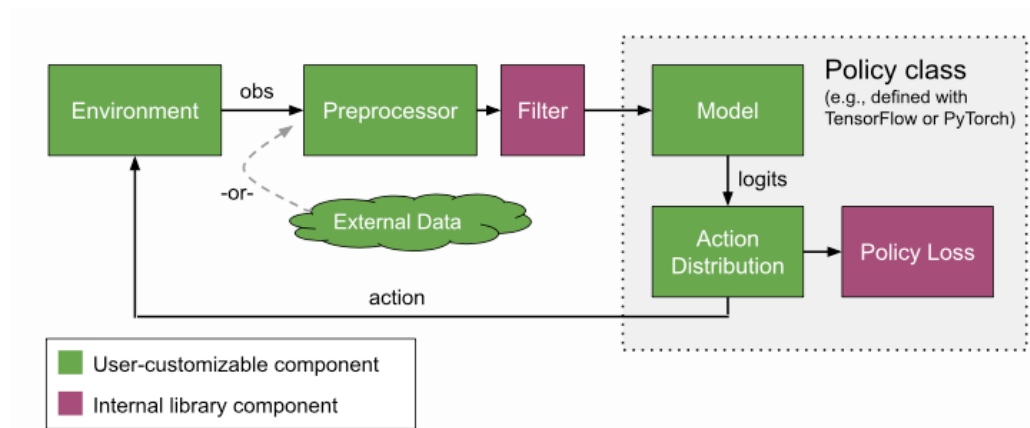 Environment
obs
Preprocessor
Filter
Model
Policy class
(e.g., defined with
TensorFlow or PyTorch)
-or-
External Data
logits
Action
Distribution
Policy Loss
action
User-customizable component
Internal library component